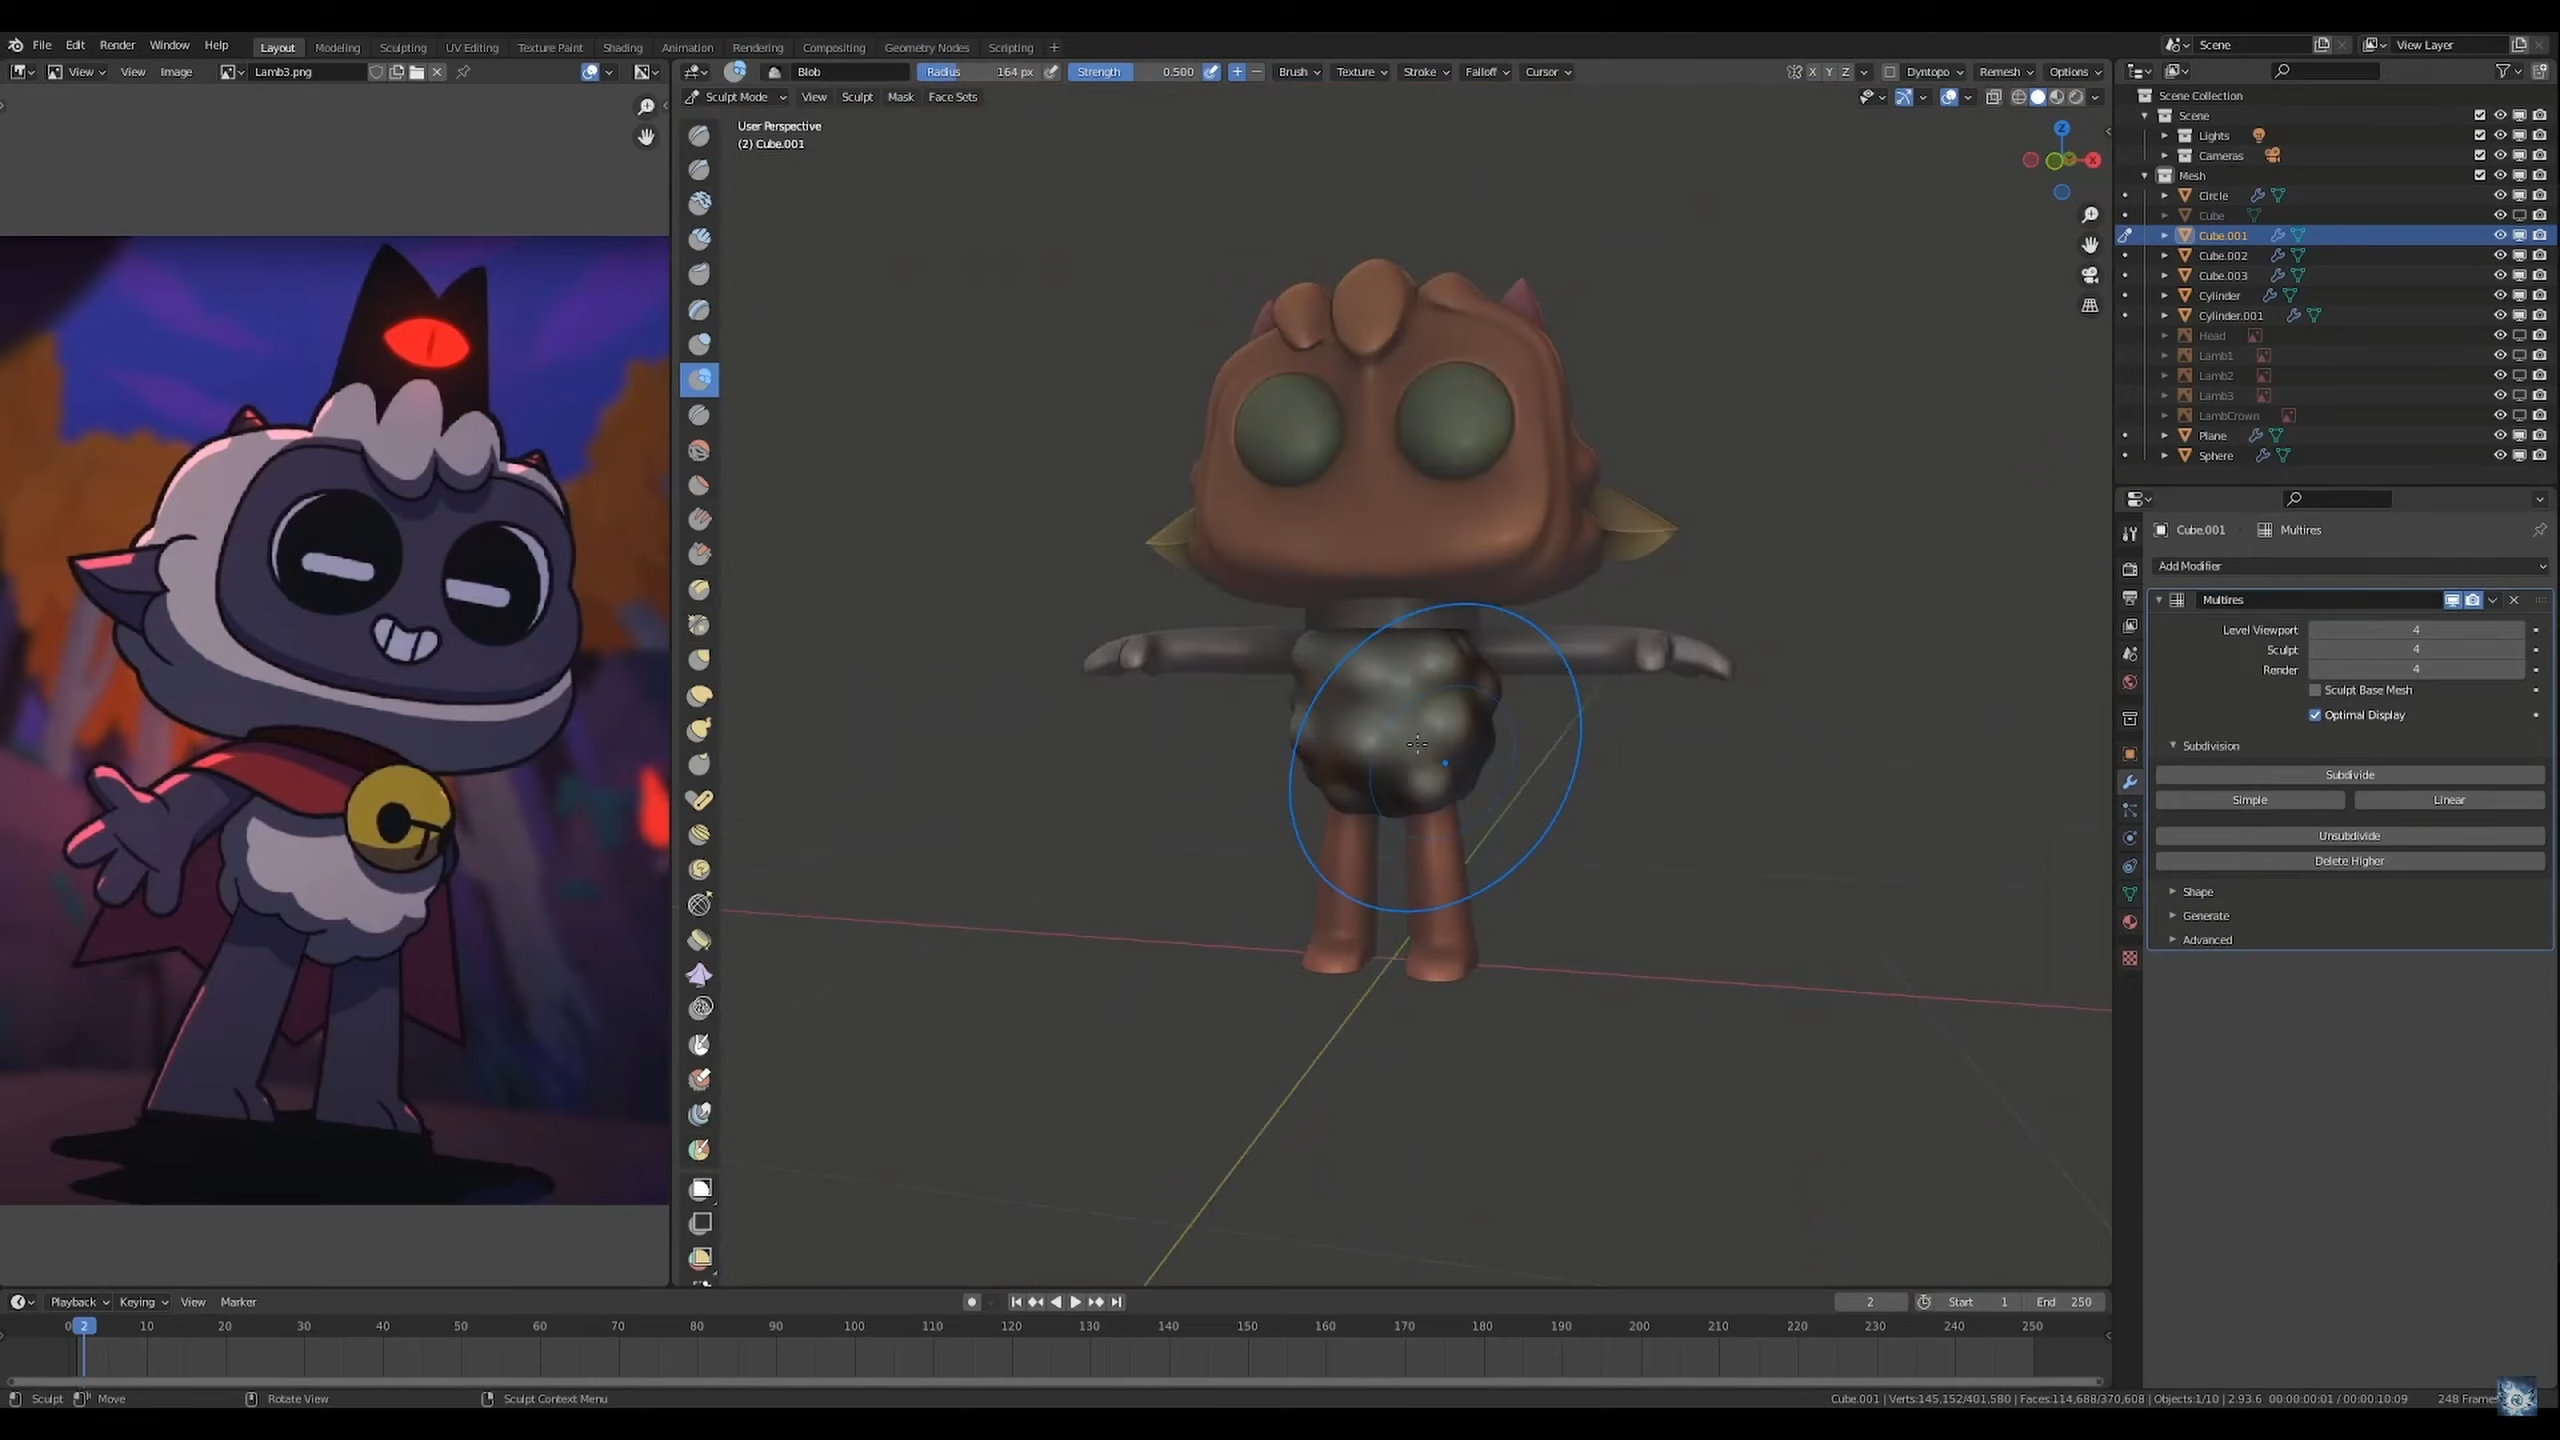 File Edit Render Window Help Layout Modeling Sculpting UV Editing Texture Paint Shading Animation Rendering Compositing Geometry Nodes Scripting + Scene View Layer
View View Image Lamb3.png Blob Radius 164 px Strength 0.500 Brush Texture Stroke Falloff Cursor X Y Z Dyntopo Remesh Options
Sculpt Mode View Sculpt Mask Face Sets
User Perspective
(2) Cube.001
Z
X
Scene Collection
Scene
Lights
Cameras
Mesh
Circle
Cube
Cube.001
Cube.002
Cube.003
Cylinder
Cylinder.001
Head
Lamb1
Lamb2
Lamb3
LambCrown
Plane
Sphere
Cube.001 Multires
Add Modifier
Multires
Level Viewport 4
Sculpt 4
Render 4
Sculpt Base Mesh
Optimal Display
Subdivision
Subdivide
Simple Linear
Unsubdivide
Delete Higher
Shape
Generate
Advanced
Playback Keying View Marker 2 Start 1 End 250
0 2 10 20 30 40 50 60 70 80 90 100 110 120 130 140 150 160 170 180 190 200 210 220 230 240 250
Sculpt Move Rotate View Sculpt Context Menu Cube.001 | Verts:145,152/401,580 | Faces:114,688/370,608 | Objects:1/10 | 2.93.6 00:00:00:01 / 00:00:10:09 248 Frame